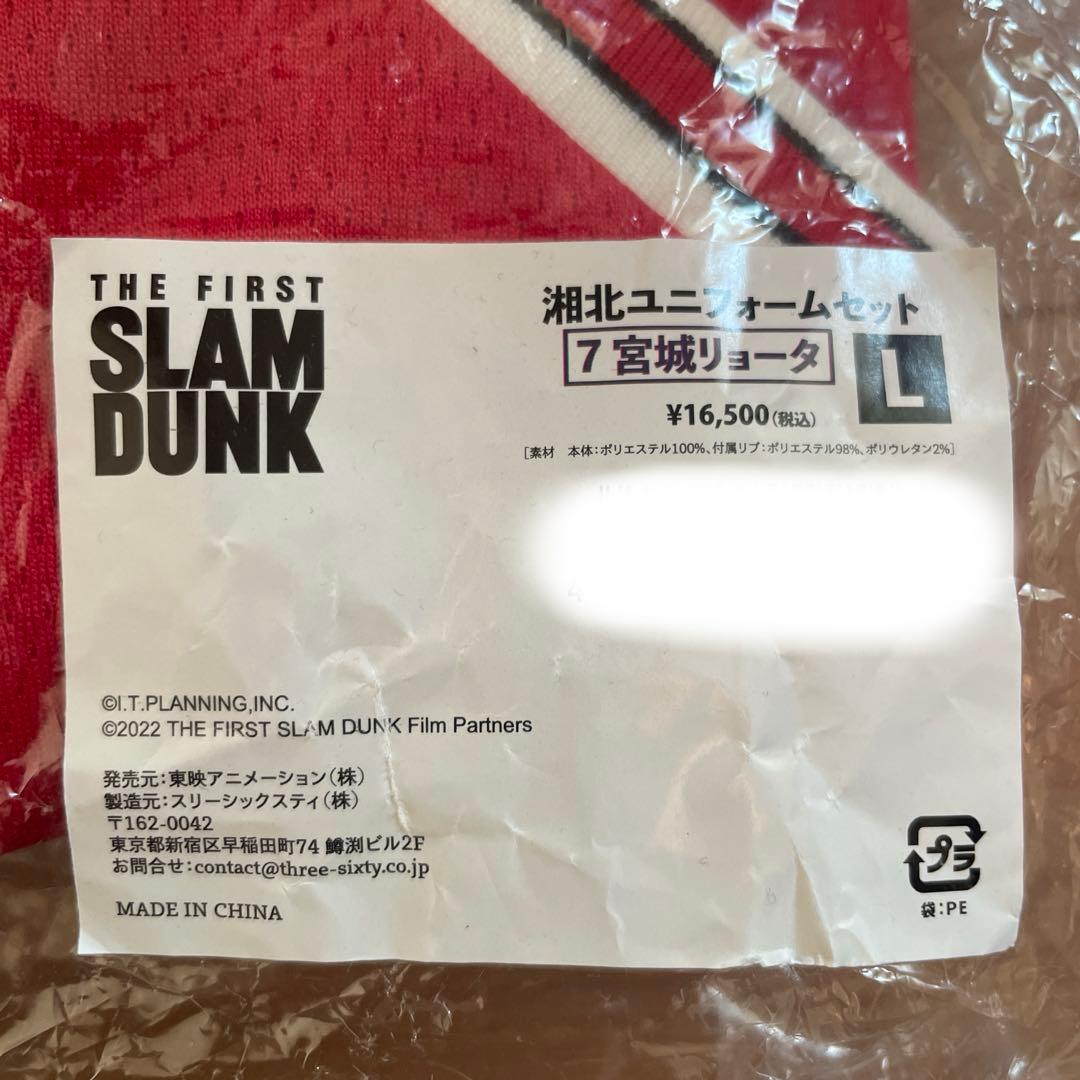 THE FIRST
SLAM
DUNK
湘北ユニフォームセット
7 宮城リョータ
L
¥16,500(税込)
[素材　本体:ポリエステル100%、付属リブ:ポリエステル98%、ポリウレタン2%]
©I.T.PLANNING,INC.
©2022 THE FIRST SLAM DUNK Film Partners
発売元:東映アニメーション(株)
製造元:スリーシックスティ(株)
〒162-0042
東京都新宿区早稲田町74 鱒渕ビル2F
お問合せ:contact@three-sixty.co.jp
MADE IN CHINA
プラ
袋:PE